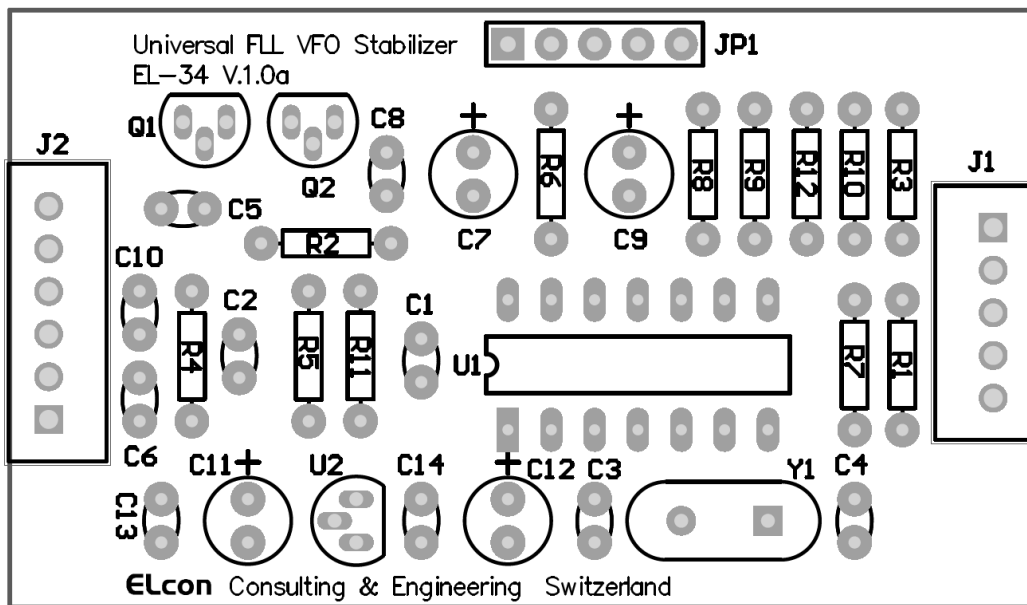 Universal FLL VFO Stabilizer
EL-34 V.1.0a
JP1
Q1
Q2
C8
J2
R6
R8
R9
R12
R10
R3
J1
C5
C7
C9
R2
C10
C2
C1
R4
R5
R11
U1
R7
R1
C6
C11
U2
C14
C12
C3
Y1
C4
C13
ELcon Consulting & Engineering Switzerland
+
+
+
+